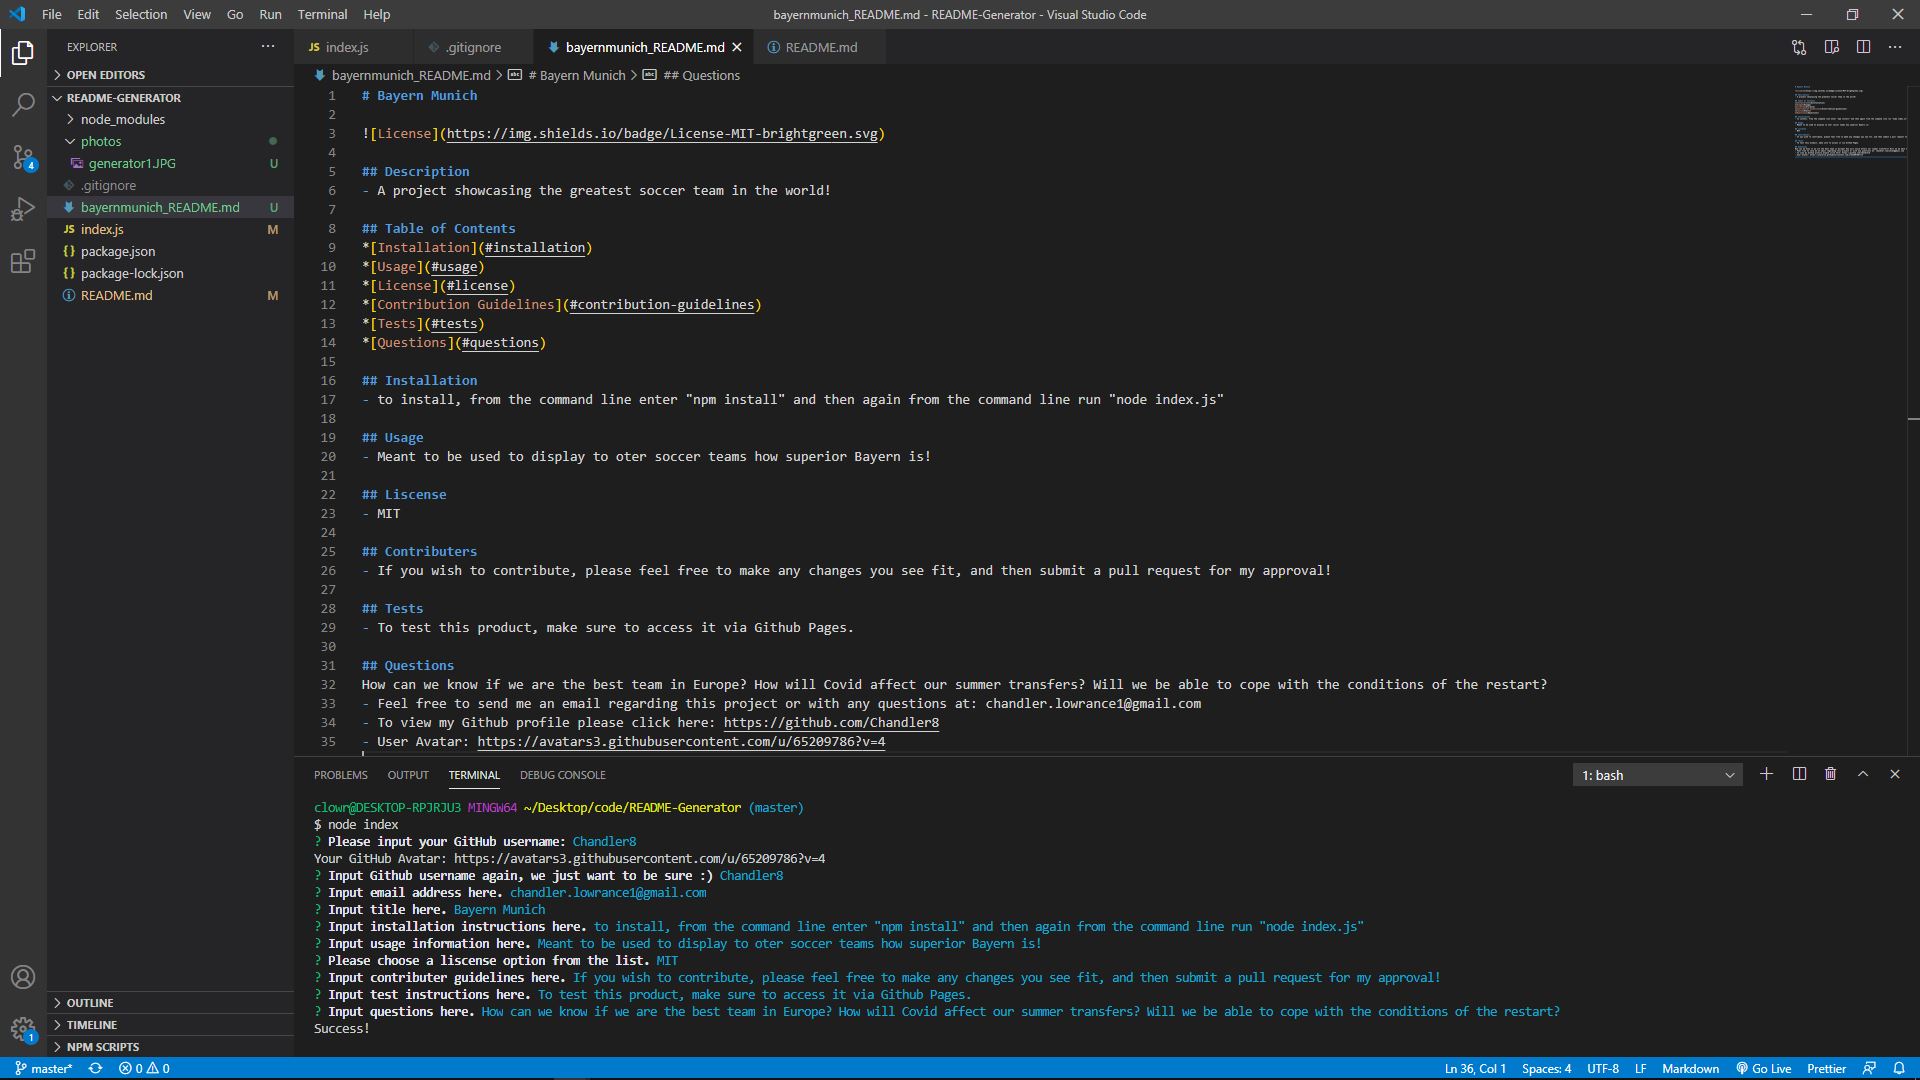 File Edit Selection View Go Run Terminal Help
bayernmunich_README.md - README-Generator - Visual Studio Code
EXPLORER
OPEN EDITORS
README-GENERATOR
node_modules
photos
generator1.JPG U
.gitignore
bayernmunich_README.md U
JS index.js M
{} package.json
{} package-lock.json
README.md M
OUTLINE
TIMELINE
NPM SCRIPTS
4
1
JS index.js .gitignore bayernmunich_README.md README.md
bayernmunich_README.md > # Bayern Munich > ## Questions
1 # Bayern Munich
2
3 ![License](https://img.shields.io/badge/License-MIT-brightgreen.svg)
4
5 ## Description
6 - A project showcasing the greatest soccer team in the world!
7
8 ## Table of Contents
9 *[Installation](#installation)
10 *[Usage](#usage)
11 *[License](#license)
12 *[Contribution Guidelines](#contribution-guidelines)
13 *[Tests](#tests)
14 *[Questions](#questions)
15
16 ## Installation
17 - to install, from the command line enter "npm install" and then again from the command line run "node index.js"
18
19 ## Usage
20 - Meant to be used to display to oter soccer teams how superior Bayern is!
21
22 ## Liscense
23 - MIT
24
25 ## Contributers
26 - If you wish to contribute, please feel free to make any changes you see fit, and then submit a pull request for my approval!
27
28 ## Tests
29 - To test this product, make sure to access it via Github Pages.
30
31 ## Questions
32 How can we know if we are the best team in Europe? How will Covid affect our summer transfers? Will we be able to cope with the conditions of the restart?
33 - Feel free to send me an email regarding this project or with any questions at: chandler.lowrance1@gmail.com
34 - To view my Github profile please click here: https://github.com/Chandler8
35 - User Avatar: https://avatars3.githubusercontent.com/u/65209786?v=4
PROBLEMS OUTPUT TERMINAL DEBUG CONSOLE 1: bash
clowr@DESKTOP-RPJRJU3 MINGW64 ~/Desktop/code/README-Generator (master)
$ node index
? Please input your GitHub username: Chandler8
Your GitHub Avatar: https://avatars3.githubusercontent.com/u/65209786?v=4
? Input Github username again, we just want to be sure :) Chandler8
? Input email address here. chandler.lowrance1@gmail.com
? Input title here. Bayern Munich
? Input installation instructions here. to install, from the command line enter "npm install" and then again from the command line run "node index.js"
? Input usage information here. Meant to be used to display to oter soccer teams how superior Bayern is!
? Please choose a liscense option from the list. MIT
? Input contributer guidelines here. If you wish to contribute, please feel free to make any changes you see fit, and then submit a pull request for my approval!
? Input test instructions here. To test this product, make sure to access it via Github Pages.
? Input questions here. How can we know if we are the best team in Europe? How will Covid affect our summer transfers? Will we be able to cope with the conditions of the restart?
Success!
master* 0 0 Ln 36, Col 1 Spaces: 4 UTF-8 LF Markdown Go Live Prettier